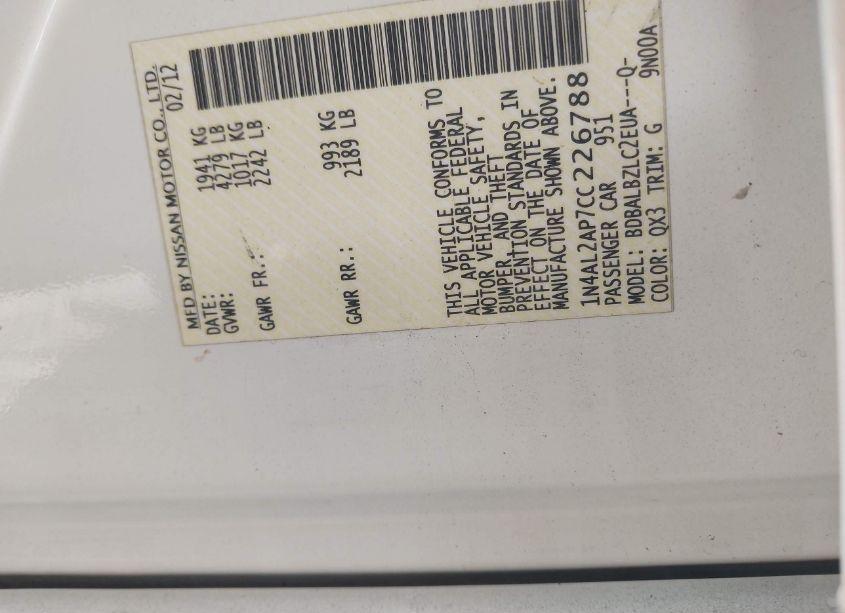 MFD BY NISSAN MOTOR CO., LTD.
DATE: 02/12
GVWR: 1941 KG
4279 LB
GAWR FR.: 1017 KG
2242 LB
GAWR RR.: 993 KG
2189 LB
THIS VEHICLE CONFORMS TO
ALL APPLICABLE FEDERAL
MOTOR VEHICLE SAFETY,
BUMPER, AND THEFT
PREVENTION STANDARDS IN
EFFECT ON THE DATE OF
MANUFACTURE SHOWN ABOVE.
1N4AL2AP7CC226788
PASSENGER CAR 951
MODEL: BDBALBZLC2EUA---Q-
COLOR: QX3 TRIM: G 9N00A